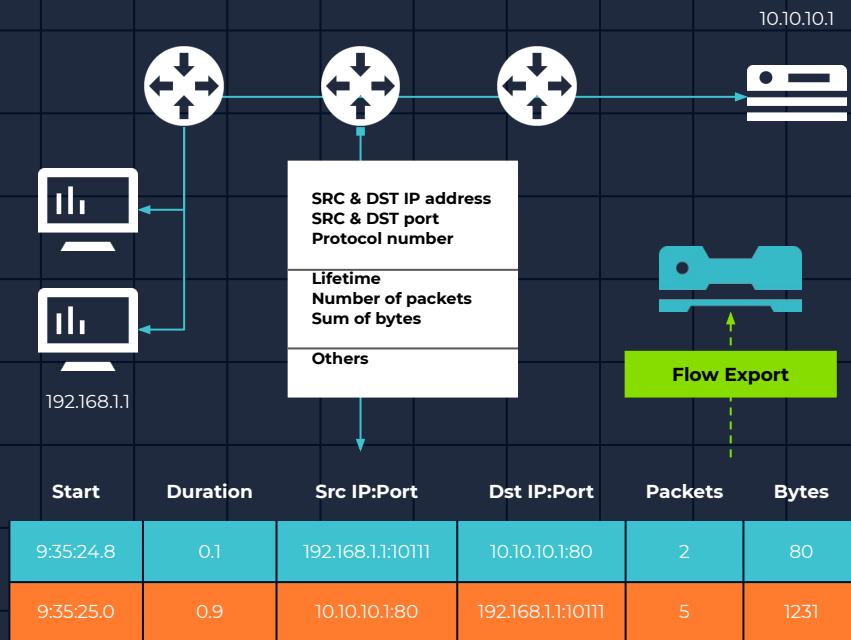 10.10.10.1
SRC & DST IP address
SRC & DST port
Protocol number
Lifetime
Number of packets
Sum of bytes
Others
Flow Export
192.168.1.1
Start Duration Src IP:Port Dst IP:Port Packets Bytes
9:35:24.8 0.1 192.168.1.1:10111 10.10.10.1:80 2 80
9:35:25.0 0.9 10.10.10.1:80 192.168.1.1:10111 5 1231